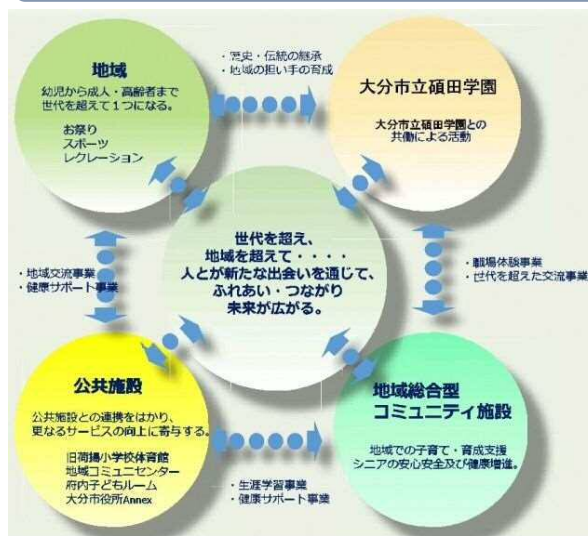 地域
幼児から成人・高齢者まで
世代を超えて１つになる。
お祭り
スポーツ
レクレーション
・歴史・伝統の継承
・地域の担い手の育成
大分市立碩田学園
大分市立碩田学園との
共働による活動
世代を超え、
地域を超えて・・・・
人とが新たな出会いを通じて、
ふれあい・つながり
未来が広がる。
・地域交流事業
・健康サポート事業
・職場体験事業
・世代を超えた交流事業
公共施設
公共施設との連携をはかり、
更なるサービスの向上に寄与する。
旧荷揚小学校体育館
地域コミュニセンター
府内子どもルーム
大分市役所Annex
・生涯学習事業
・健康サポート事業
地域総合型
コミュニティ施設
地域での子育て・育成支援
シニアの安心安全及び健康増進。